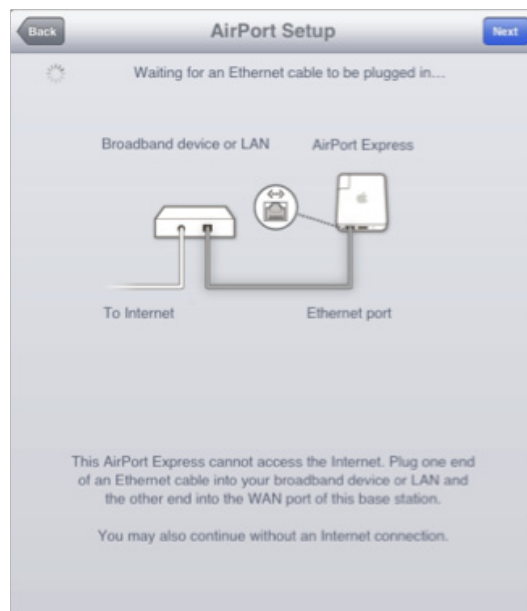 Back
AirPort Setup
Next
Waiting for an Ethernet cable to be plugged in...
Broadband device or LAN
AirPort Express
To Internet
Ethernet port
This AirPort Express cannot access the Internet. Plug one end
of an Ethernet cable into your broadband device or LAN and
the other end into the WAN port of this base station.
You may also continue without an Internet connection.